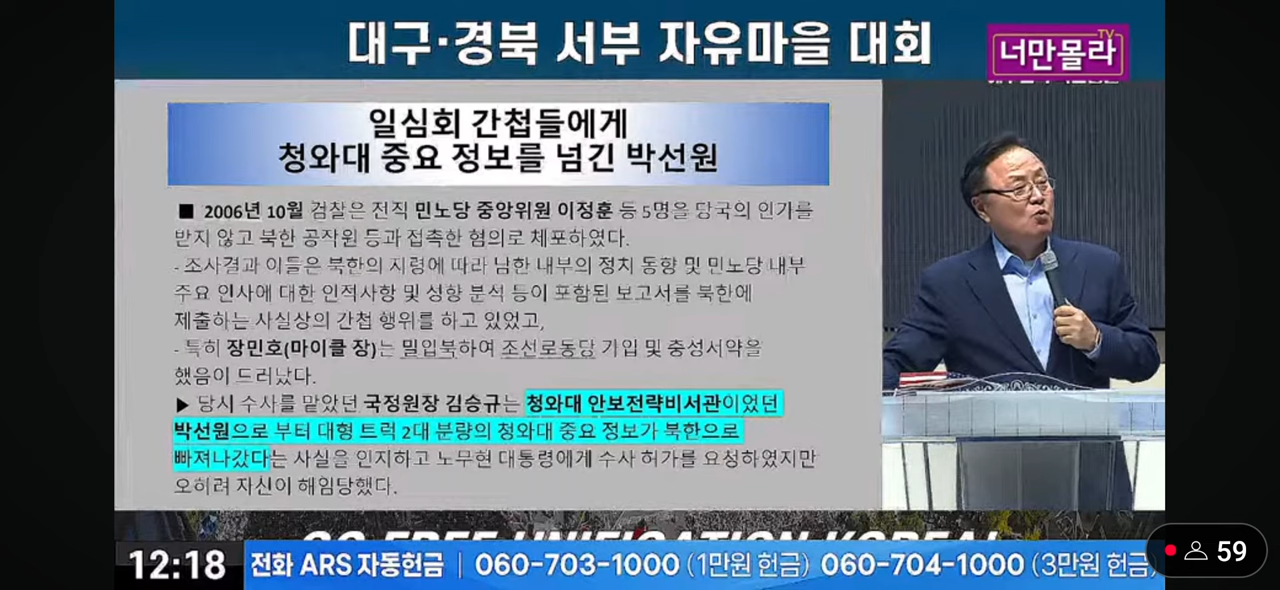 대구·경북 서부 자유마을 대회
너만몰라
TV
일심회 간첩들에게
청와대 중요 정보를 넘긴 박선원
■ 2006년 10월 검찰은 전직 민노당 중앙위원 이정훈 등 5명을 당국의 인가를
받지 않고 북한 공작원 등과 접촉한 혐의로 체포하였다.
- 조사결과 이들은 북한의 지령에 따라 남한 내부의 정치 동향 및 민노당 내부
주요 인사에 대한 인적사항 및 성향 분석 등이 포함된 보고서를 북한에
제출하는 사실상의 간첩 행위를 하고 있었고,
- 특히 장민호(마이클 장)는 밀입북하여 조선로동당 가입 및 충성서약을
했음이 드러났다.
▶ 당시 수사를 맡았던 국정원장 김승규는 청와대 안보전략비서관이었던
박선원으로 부터 대형 트럭 2대 분량의 청와대 중요 정보가 북한으로
빠져나갔다는 사실을 인지하고 노무현 대통령에게 수사 허가를 요청하였지만
오히려 자신이 해임당했다.
GO FREE UNIFICATION KOREA!
12:18 전화 ARS 자동헌금 | 060-703-1000 (1만원 헌금) 060-704-1000 (3만원 헌금)
59